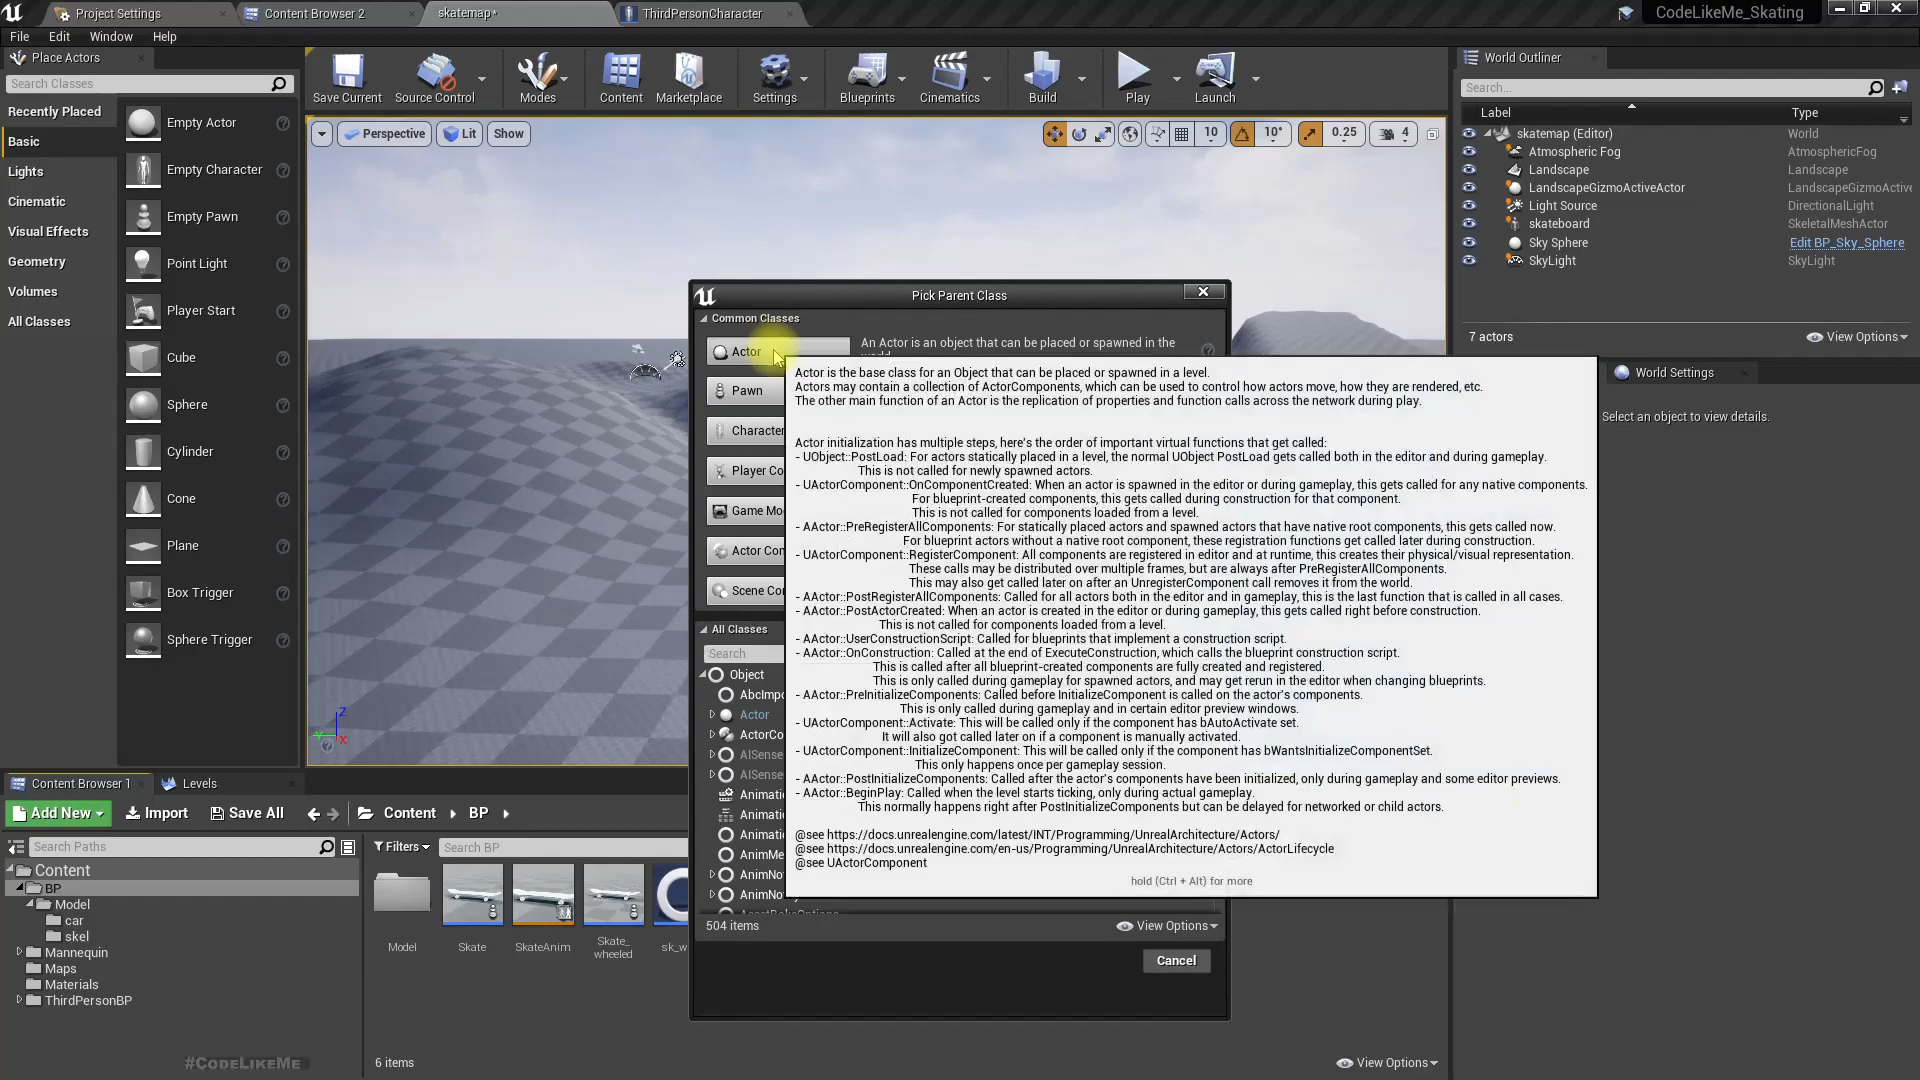 Project Settings
Content Browser 2
skatemap*
ThirdPersonCharacter
CodeLikeMe_Skating
File
Edit
Window
Help
Place Actors
Search Classes
Recently Placed
Basic
Lights
Cinematic
Visual Effects
Geometry
Volumes
All Classes
Empty Actor
Empty Character
Empty Pawn
Point Light
Player Start
Cube
Sphere
Cylinder
Cone
Plane
Box Trigger
Sphere Trigger
Save Current
Source Control
Modes
Content
Marketplace
Settings
Blueprints
Cinematics
Build
Play
Launch
Perspective
Lit
Show
10
10°
0.25
4
Z
Y
X
World Outliner
Search...
Label
Type
skatemap (Editor)
World
Atmospheric Fog
AtmosphericFog
Landscape
Landscape
LandscapeGizmoActiveActor
LandscapeGizmoActive
Light Source
DirectionalLight
skateboard
SkeletalMeshActor
Sky Sphere
Edit BP_Sky_Sphere
SkyLight
SkyLight
7 actors
View Options
World Settings
Select an object to view details.
Pick Parent Class
Common Classes
Actor
An Actor is an object that can be placed or spawned in the
Pawn
Character
Player Co
Game Mo
Actor Con
Scene Co
All Classes
Search
Object
AbcImpo
Actor
ActorCo
AISense
AISense
Animatio
Animatio
Animatio
AnimMe
AnimNo
AnimNo
504 items
View Options
Cancel
Actor is the base class for an Object that can be placed or spawned in a level.
Actors may contain a collection of ActorComponents, which can be used to control how actors move, how they are rendered, etc.
The other main function of an Actor is the replication of properties and function calls across the network during play.
Actor initialization has multiple steps, here's the order of important virtual functions that get called:
- UObject::PostLoad: For actors statically placed in a level, the normal UObject PostLoad gets called both in the editor and during gameplay.
This is not called for newly spawned actors.
- UActorComponent::OnComponentCreated: When an actor is spawned in the editor or during gameplay, this gets called for any native components.
For blueprint-created components, this gets called during construction for that component.
This is not called for components loaded from a level.
- AActor::PreRegisterAllComponents: For statically placed actors and spawned actors that have native root components, this gets called now.
For blueprint actors without a native root component, these registration functions get called later during construction.
- UActorComponent::RegisterComponent: All components are registered in editor and at runtime, this creates their physical/visual representation.
These calls may be distributed over multiple frames, but are always after PreRegisterAllComponents.
This may also get called later on after an UnregisterComponent call removes it from the world.
- AActor::PostRegisterAllComponents: Called for all actors both in the editor and in gameplay, this is the last function that is called in all cases.
- AActor::PostActorCreated: When an actor is created in the editor or during gameplay, this gets called right before construction.
This is not called for components loaded from a level.
- AActor::UserConstructionScript: Called for blueprints that implement a construction script.
- AActor::OnConstruction: Called at the end of ExecuteConstruction, which calls the blueprint construction script.
This is called after all blueprint-created components are fully created and registered.
This is only called during gameplay for spawned actors, and may get rerun in the editor when changing blueprints.
- AActor::PreInitializeComponents: Called before InitializeComponent is called on the actor's components.
This is only called during gameplay and in certain editor preview windows.
- UActorComponent::Activate: This will be called only if the component has bAutoActivate set.
It will also got called later on if a component is manually activated.
- UActorComponent::InitializeComponent: This will be called only if the component has bWantsInitializeComponentSet.
This only happens once per gameplay session.
- AActor::PostInitializeComponents: Called after the actor's components have been initialized, only during gameplay and some editor previews.
- AActor::BeginPlay: Called when the level starts ticking, only during actual gameplay.
This normally happens right after PostInitializeComponents but can be delayed for networked or child actors.
@see https://docs.unrealengine.com/latest/INT/Programming/UnrealArchitecture/Actors/
@see https://docs.unrealengine.com/en-us/Programming/UnrealArchitecture/Actors/ActorLifecycle
@see UActorComponent
hold (Ctrl + Alt) for more
Content Browser 1
Levels
Add New
Import
Save All
Content
BP
Search Paths
Filters
Search BP
Content
BP
Model
car
skel
Mannequin
Maps
Materials
ThirdPersonBP
Model
Skate
SkateAnim
Skate_
wheeled
sk_w
#CodeLikeMe
6 items
View Options